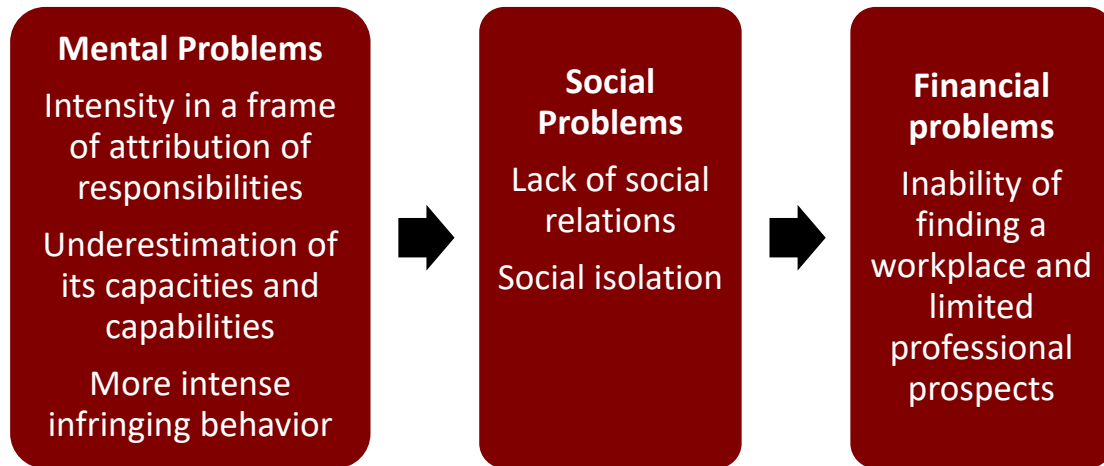 Mental Problems
Intensity in a frame
of attribution of
responsibilities
Underestimation of
its capacities and
capabilities
More intense
infringing behavior
Social
Problems
Lack of social
relations
Social isolation
Financial
problems
Inability of
finding a
workplace and
limited
professional
prospects